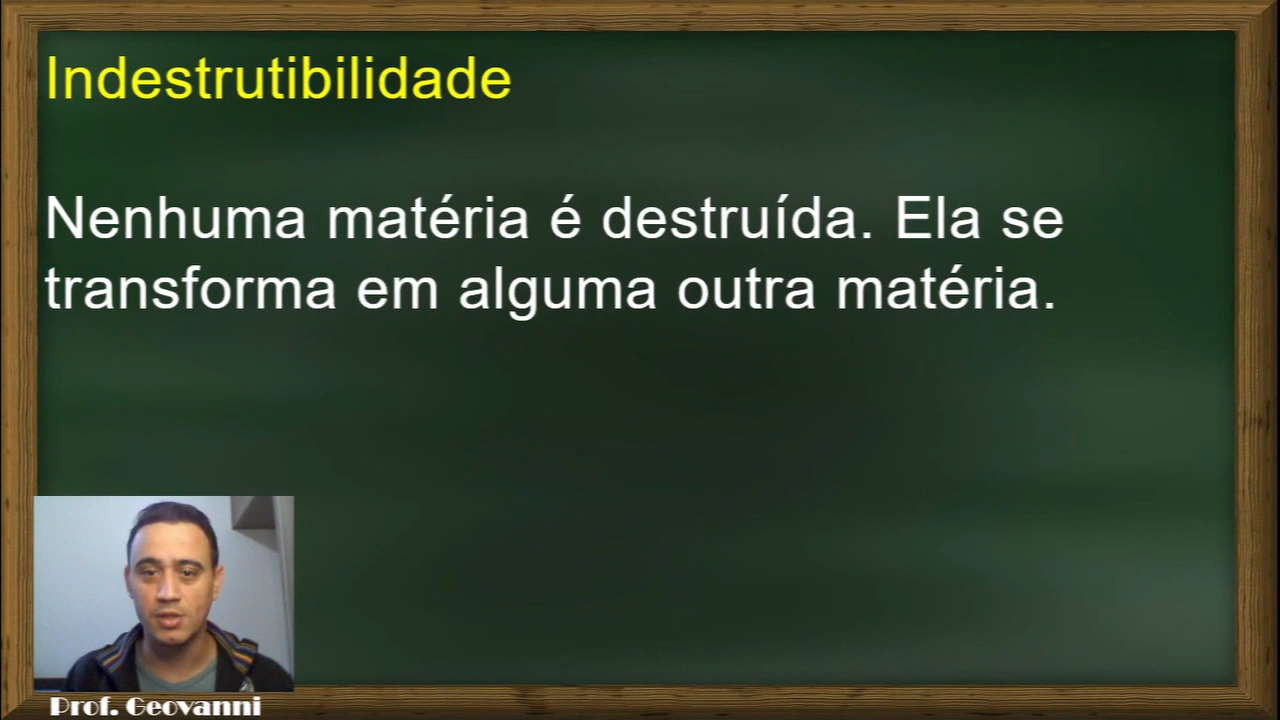 Indestrutibilidade
Nenhuma matéria é destruída. Ela se
transforma em alguma outra matéria.
Prof. Geovanni